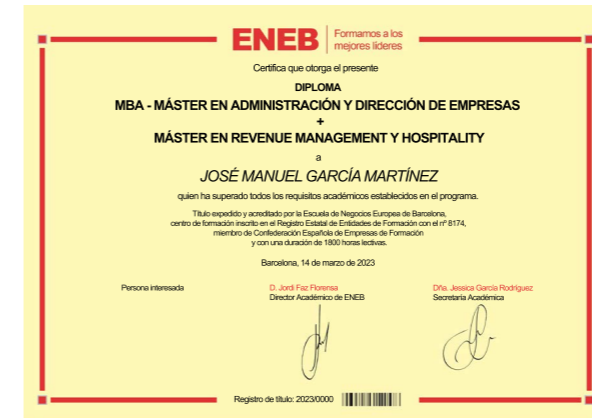 ENEB Formamos a los
mejores líderes
Certifica que otorga el presente
DIPLOMA
MBA - MÁSTER EN ADMINISTRACIÓN Y DIRECCIÓN DE EMPRESAS
+
MÁSTER EN REVENUE MANAGEMENT Y HOSPITALITY
a
JOSÉ MANUEL GARCÍA MARTÍNEZ
quien ha superado todos los requisitos académicos establecidos en el programa.
Título expedido y acreditado por la Escuela de Negocios Europea de Barcelona,
centro de formación inscrito en el Registro Estatal de Entidades de Formación con el nº 8174,
miembro de Confederación Española de Empresas de Formación
y con una duración de 1800 horas lectivas.
Barcelona, 14 de marzo de 2023
Persona interesada
D. Jordi Faz Florensa
Director Académico de ENEB
Dña. Jessica García Rodríguez
Secretaría Académica
Registro de título: 2023/0000